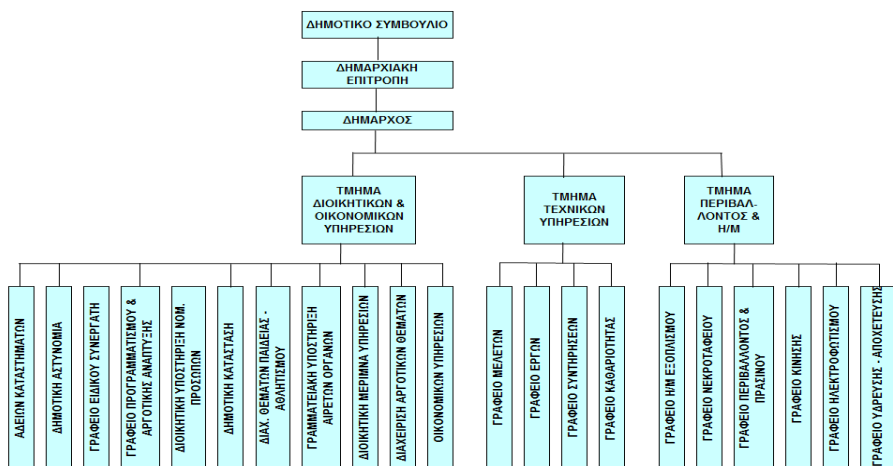 ΔΗΜΟΤΙΚΟ ΣΥΜΒΟΥΛΙΟ
ΔΗΜΑΡΧΙΑΚΗ
ΕΠΙΤΡΟΠΗ
ΔΗΜΑΡΧΟΣ
ΤΜΗΜΑ
ΔΙΟΙΚΗΤΙΚΩΝ &
ΟΙΚΟΝΟΜΙΚΩΝ
ΥΠΗΡΕΣΙΩΝ
ΤΜΗΜΑ
ΤΕΧΝΙΚΩΝ
ΥΠΗΡΕΣΙΩΝ
ΤΜΗΜΑ
ΠΕΡΙΒΑΛ-
ΛΟΝΤΟΣ &
Η/Μ
ΑΔΕΙΩΝ ΚΑΤΑΣΤΗΜΑΤΩΝ
ΔΗΜΟΤΙΚΗ ΑΣΤΥΝΟΜΙΑ
ΓΡΑΦΕΙΟ ΕΙΔΙΚΟΥ ΣΥΝΕΡΓΑΤΗ
ΓΡΑΦΕΙΟ ΠΡΟΓΡΑΜΜΑΤΙΣΜΟΥ &
ΑΡΓΟΤΙΚΗΣ ΑΝΑΠΤΥΞΗΣ
ΔΙΟΙΚΗΤΙΚΗ ΥΠΟΣΤΗΡΙΞΗ ΝΟΜ.
ΠΡΟΣΩΠΩΝ
ΔΗΜΟΤΙΚΗ ΚΑΤΑΣΤΑΣΗ
ΔΙΑΧ. ΘΕΜΑΤΩΝ ΠΑΙΔΕΙΑΣ -
ΑΘΛΗΤΙΣΜΟΥ
ΓΡΑΜΜΑΤΕΙΑΚΗ ΥΠΟΣΤΗΡΙΞΗ
ΑΙΡΕΤΩΝ ΟΡΓΑΝΩΝ
ΔΙΟΙΚΗΤΙΚΗ ΜΕΡΙΜΝΑ ΥΠΗΡΕΣΙΩΝ
ΔΙΑΧΕΙΡΙΣΗ ΑΡΓΟΤΙΚΩΝ ΘΕΜΑΤΩΝ
ΟΙΚΟΝΟΜΙΚΩΝ ΥΠΗΡΕΣΙΩΝ
ΓΡΑΦΕΙΟ ΜΕΛΕΤΩΝ
ΓΡΑΦΕΙΟ ΕΡΓΩΝ
ΓΡΑΦΕΙΟ ΣΥΝΤΗΡΗΣΕΩΝ
ΓΡΑΦΕΙΟ ΚΑΘΑΡΙΟΤΗΤΑΣ
ΓΡΑΦΕΙΟ Η/Μ ΕΞΟΠΛΙΣΜΟΥ
ΓΡΑΦΕΙΟ ΝΕΚΡΟΤΑΦΕΙΟΥ
ΓΡΑΦΕΙΟ ΠΕΡΙΒΑΛΛΟΝΤΟΣ &
ΠΡΑΣΙΝΟΥ
ΓΡΑΦΕΙΟ ΚΙΝΗΣΗΣ
ΓΡΑΦΕΙΟ ΗΛΕΚΤΡΟΦΩΤΙΣΜΟΥ
ΓΡΑΦΕΙΟ ΥΔΡΕΥΣΗΣ - ΑΠΟΧΕΤΕΥΣΗΣ